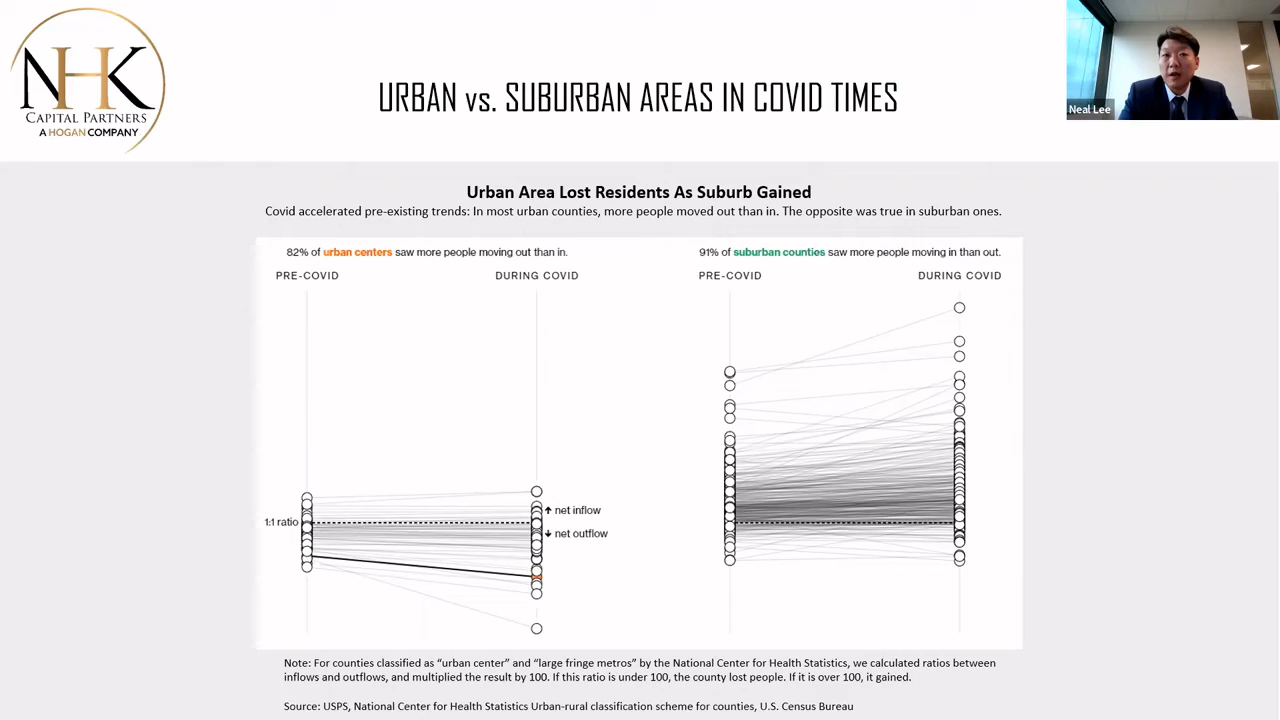 NHK
CAPITAL PARTNERS
A HOGAN COMPANY
URBAN vs. SUBURBAN AREAS IN COVID TIMES
Neal Lee
Urban Area Lost Residents As Suburb Gained
Covid accelerated pre-existing trends: In most urban counties, more people moved out than in. The opposite was true in suburban ones.
82% of urban centers saw more people moving out than in.
PRE-COVID
DURING COVID
1:1 ratio
↑ net inflow
↓ net outflow
91% of suburban counties saw more people moving in than out.
PRE-COVID
DURING COVID
Note: For counties classified as “urban center” and “large fringe metros” by the National Center for Health Statistics, we calculated ratios between
inflows and outflows, and multiplied the result by 100. If this ratio is under 100, the county lost people. If it is over 100, it gained.
Source: USPS, National Center for Health Statistics Urban-rural classification scheme for counties, U.S. Census Bureau